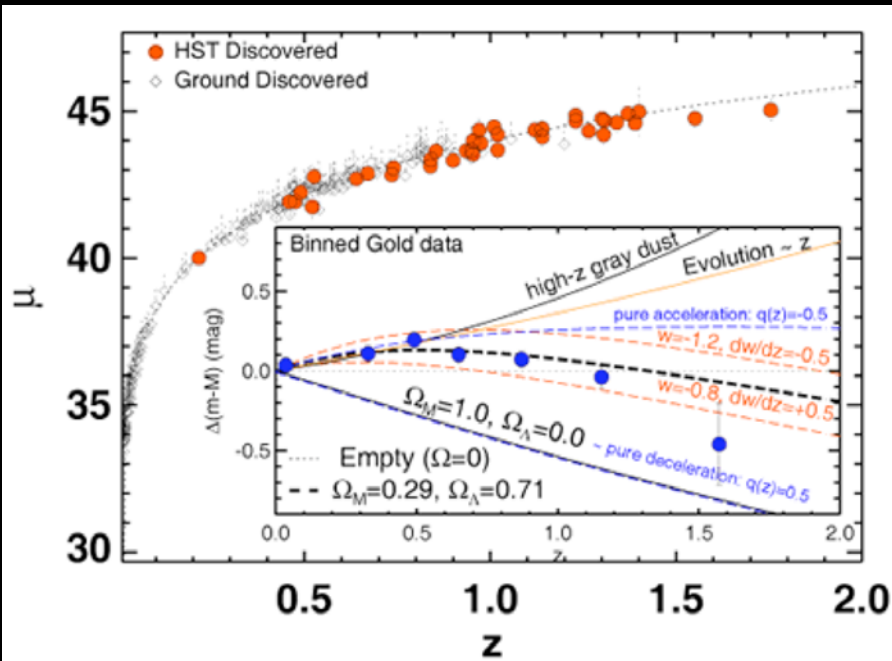 HST Discovered
Ground Discovered
45
40
35
30
μ
0.5 1.0 1.5 2.0
z
Binned Gold data
high-z gray dust
Evolution ~ z
pure acceleration: q(z)=-0.5
w=-1.2, dw/dz=-0.5
w=-0.8, dw/dz=+0.5
Ω_M=1.0, Ω_Λ=0.0
~ pure deceleration: q(z)=0.5
Empty (Ω=0)
Ω_M=0.29, Ω_Λ=0.71
Δ(m-M) (mag)
0.5
0.0
-0.5
0.0 0.5 1.0 1.5 2.0
z